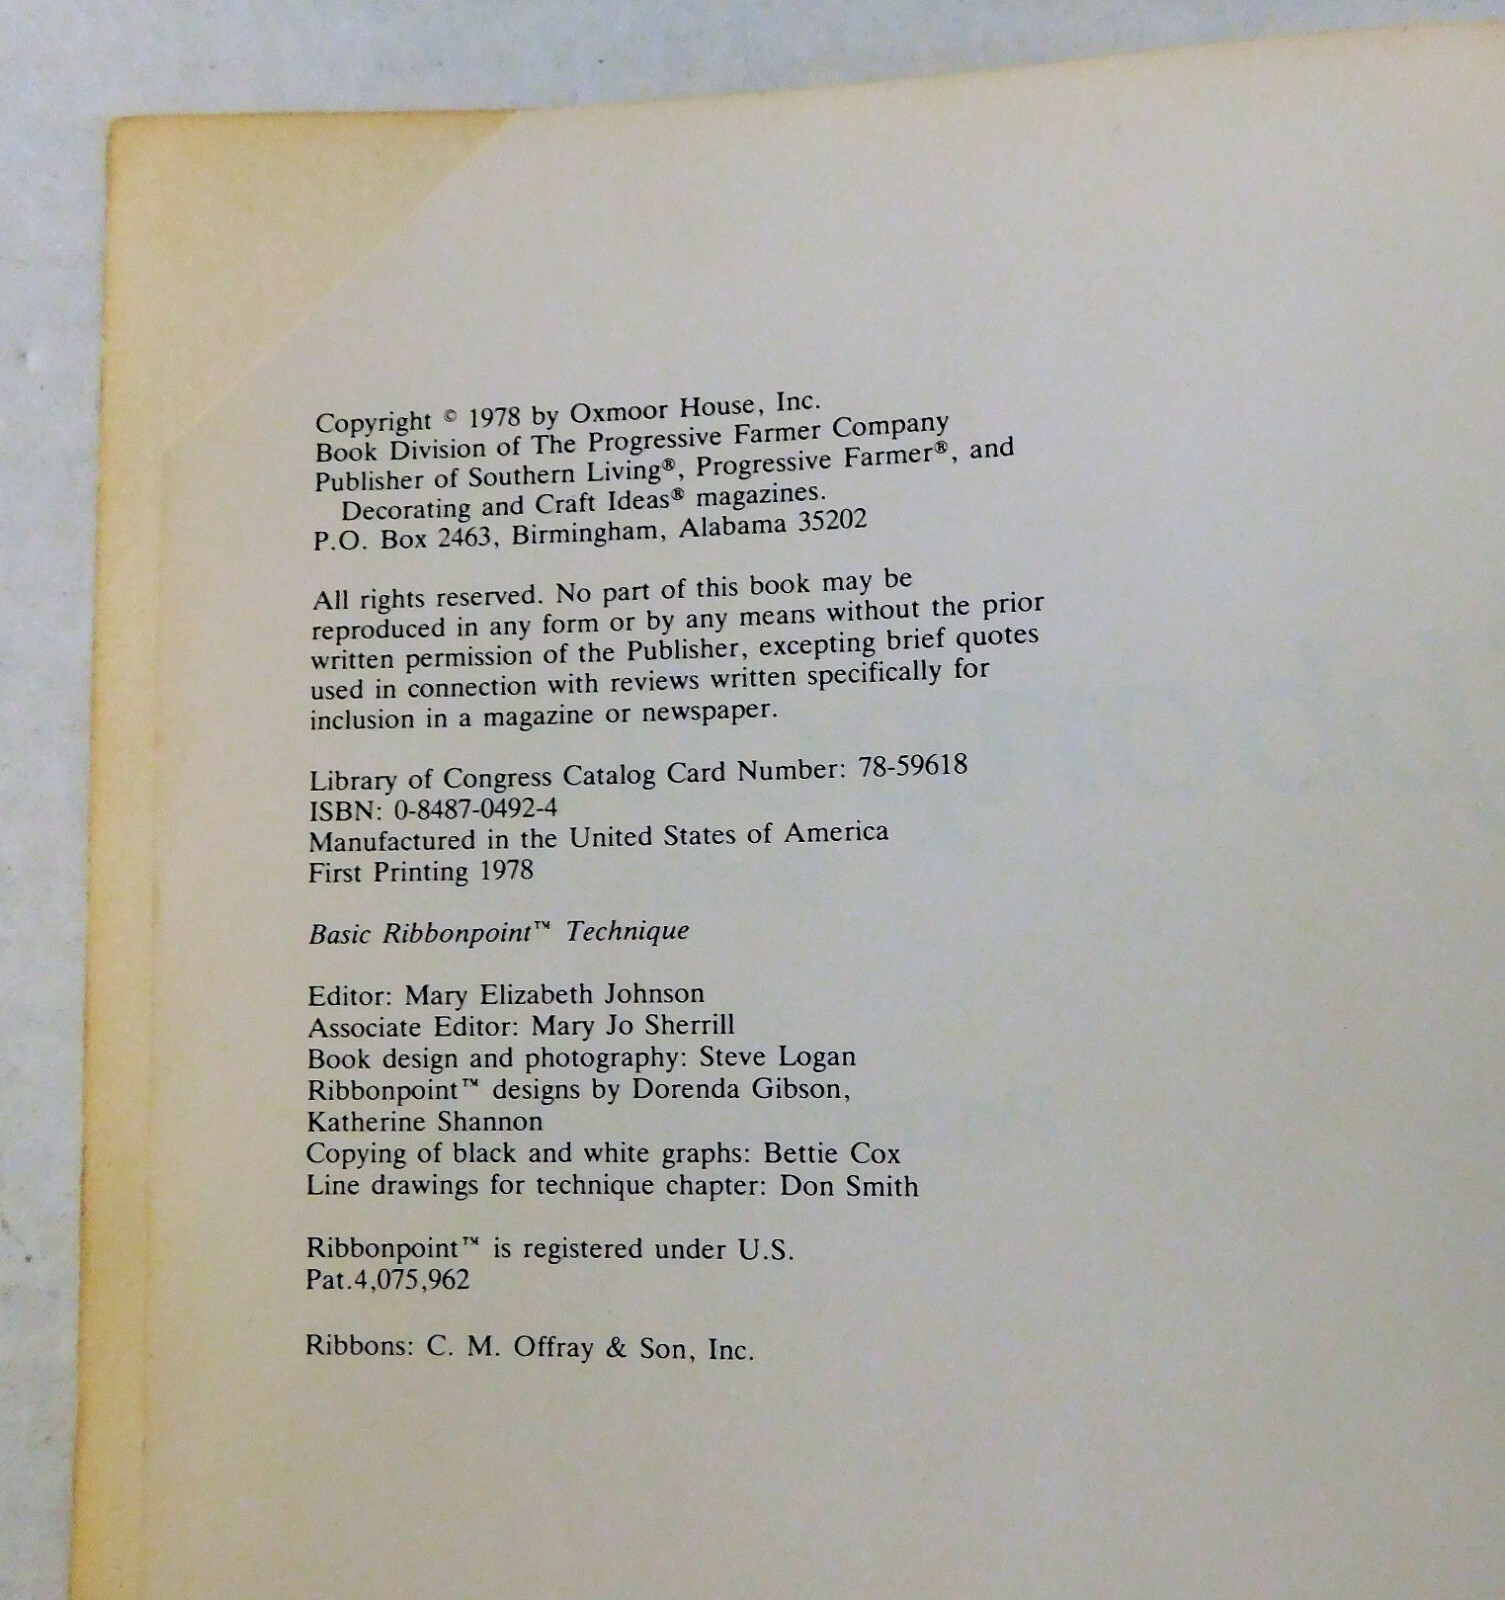 Copyright © 1978 by Oxmoor House, Inc.
Book Division of The Progressive Farmer Company
Publisher of Southern Living®, Progressive Farmer®, and
Decorating and Craft Ideas® magazines.
P.O. Box 2463, Birmingham, Alabama 35202
All rights reserved. No part of this book may be
reproduced in any form or by any means without the prior
written permission of the Publisher, excepting brief quotes
used in connection with reviews written specifically for
inclusion in a magazine or newspaper.
Library of Congress Catalog Card Number: 78-59618
ISBN: 0-8487-0492-4
Manufactured in the United States of America
First Printing 1978
Basic Ribbonpoint™ Technique
Editor: Mary Elizabeth Johnson
Associate Editor: Mary Jo Sherrill
Book design and photography: Steve Logan
Ribbonpoint™ designs by Dorenda Gibson,
Katherine Shannon
Copying of black and white graphs: Bettie Cox
Line drawings for technique chapter: Don Smith
Ribbonpoint™ is registered under U.S.
Pat.4,075,962
Ribbons: C. M. Offray & Son, Inc.